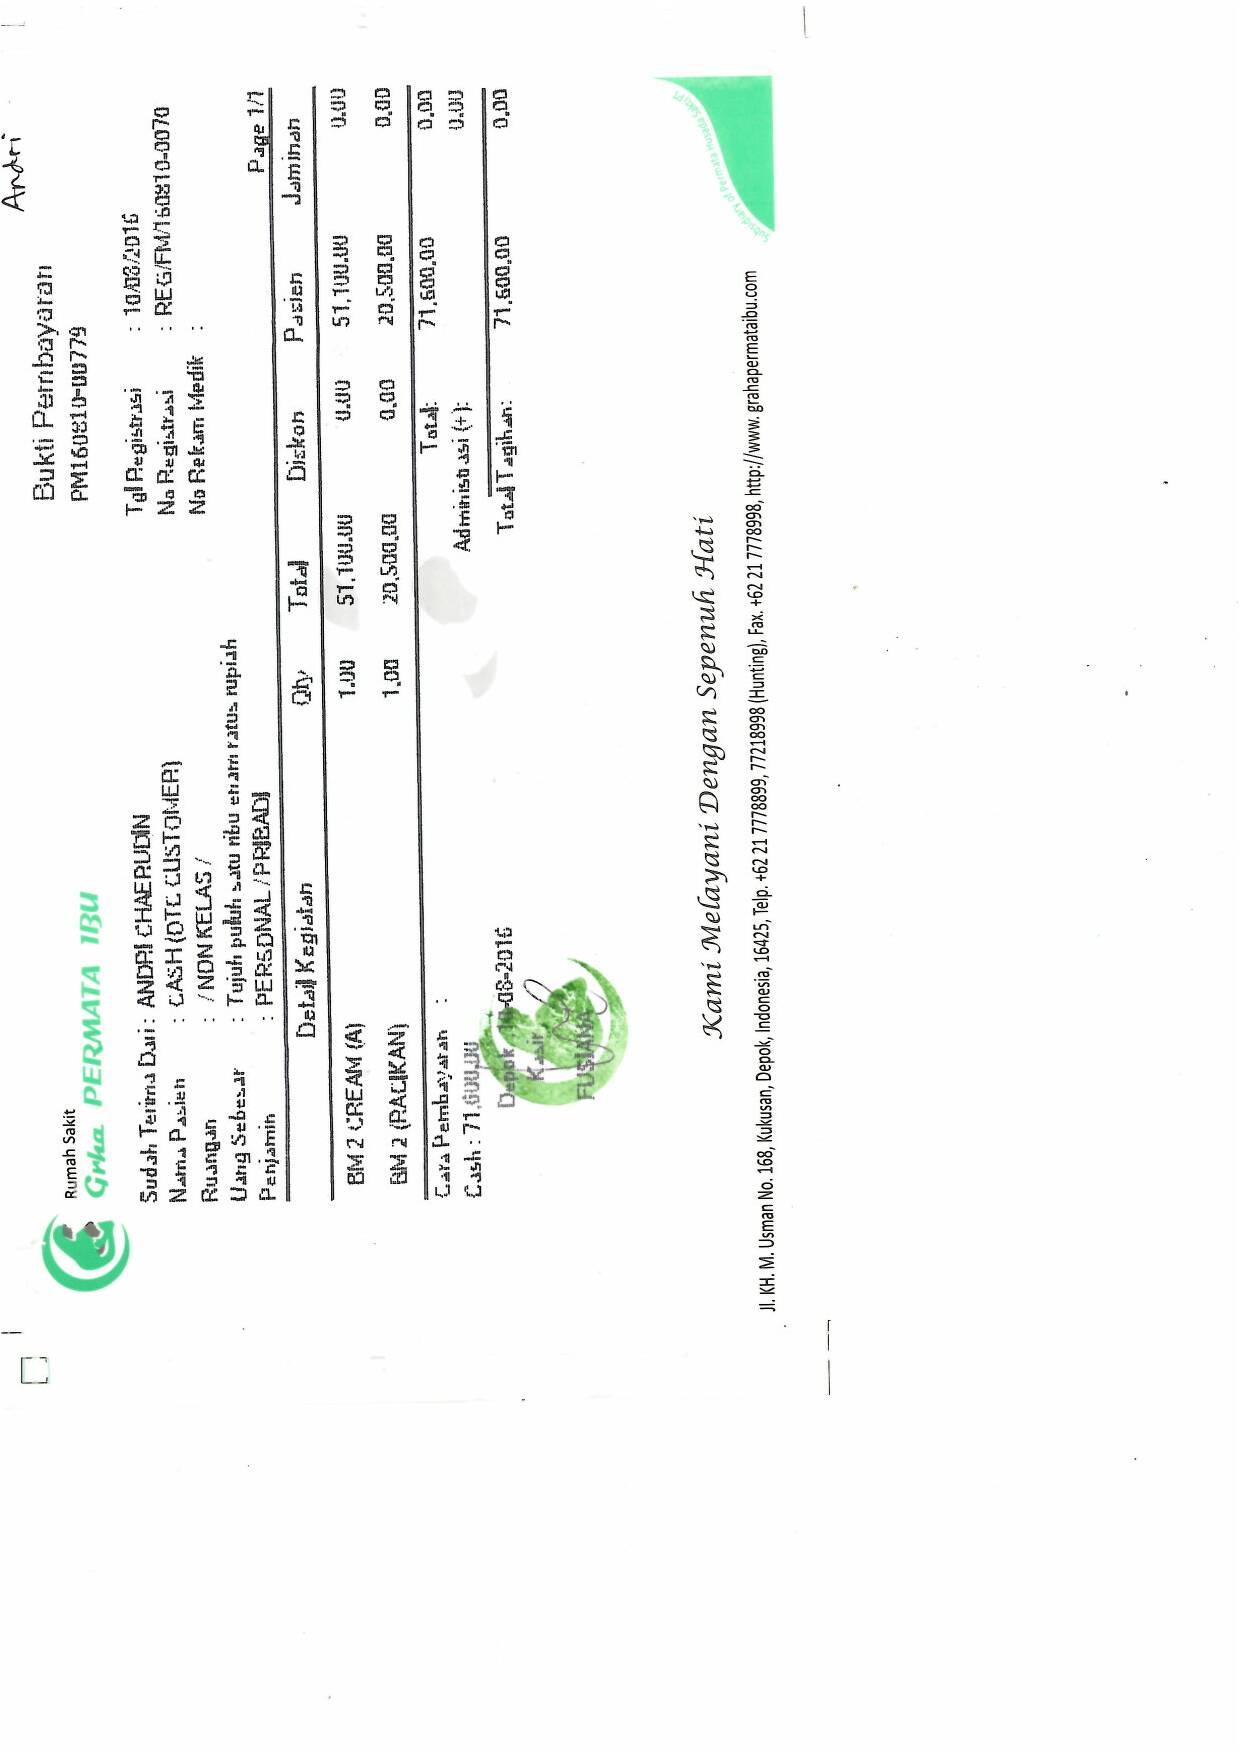 Andri
Rumah Sakit
Grha PERMATA IBU
Bukti Pembayaran
PM160810-00779
Sudah Terima Dari : ANDRI CHAERUDIN
Tgl Registrasi : 10/08/2016
Nama Pasien : CASH (OTC CUSTOMER)
No Registrasi : REG/FM/160810-0070
Ruangan : / NON KELAS /
No Rekam Medik :
Uang Sebesar : Tujuh puluh satu ribu enam ratus rupiah
Penjamin : PERSONAL / PRIBADI
Page 1/1
Detail Kegiatan Qty Total Diskon Pasien Jaminan
BM 2 CREAM (A) 1.00 51,100.00 0.00 51,100.00 0.00
BM 2 (RACIKAN) 1.00 20,500.00 0.00 20,500.00 0.00
Total: 71,600.00 0.00
Cara Pembayaran :
Administrasi (+): 0.00
Cash : 71,600.00
Total Tagihan: 71,600.00 0.00
Depok 10-08-2016
Kasir
FUSIANA
Kami Melayani Dengan Sepenuh Hati
Subsidiary of Permata Husada Sakti PT
Jl. KH. M. Usman No. 168, Kukusan, Depok, Indonesia, 16425, Telp. +62 21 7778899, 77218998 (Hunting), Fax. +62 21 7778998, http://www. grahapermataibu.com